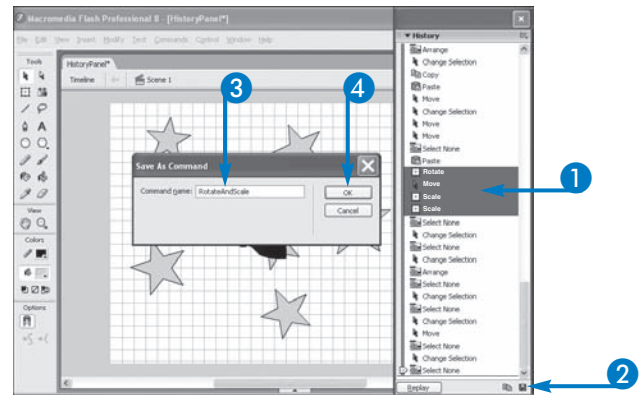 Macromedia Flash Professional 8 - [HistoryPanel*]
File Edit View Insert Modify Text Commands Control Window Help
Tools
View
Colors
Options
HistoryPanel*
Timeline
Scene 1
3
4
Save As Command
Command name: RotateAndScale
OK
Cancel
History
Arrange
Change Selection
Copy
Paste
Move
Change Selection
Move
Move
Select None
Paste
Rotate
Move
Scale
Scale
Select None
Change Selection
Select None
Change Selection
Arrange
Select None
Change Selection
Select None
Change Selection
Move
Select None
Change Selection
Select None
Replay
1
2